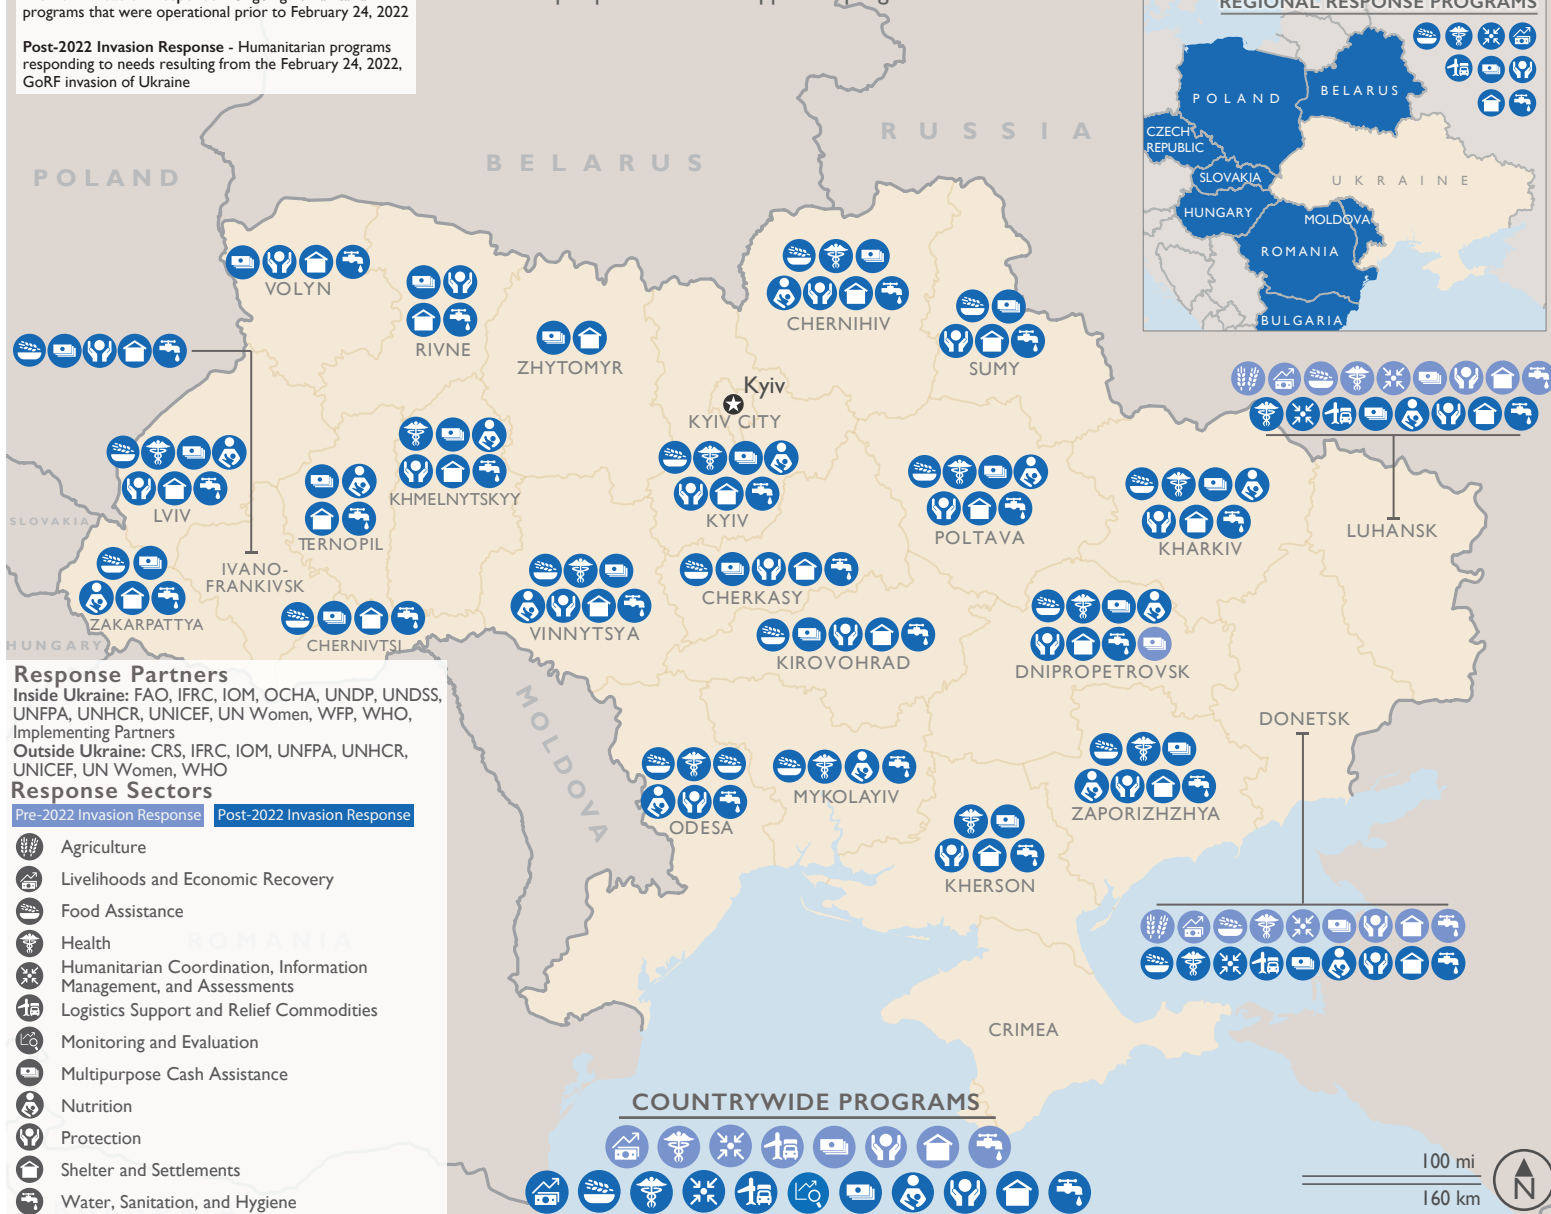 programs that were operational prior to February 24, 2022
Post-2022 Invasion Response - Humanitarian programs
responding to needs resulting from the February 24, 2022,
GoRF invasion of Ukraine
REGIONAL RESPONSE PROGRAMS
POLAND
BELARUS
CZECH
REPUBLIC
SLOVAKIA
UKRAINE
HUNGARY
MOLDOVA
ROMANIA
BULGARIA
RUSSIA
BELARUS
POLAND
VOLYN
RIVNE
ZHYTOMYR
CHERNIHIV
SUMY
Kyiv
KYIV CITY
LVIV
TERNOPIL
KHMELNYTSKYY
KYIV
POLTAVA
KHARKIV
LUHANSK
SLOVAKIA
IVANO-
FRANKIVSK
ZAKARPATTYA
CHERNIVTSI
VINNYTSYA
CHERKASY
KIROVOHRAD
DNIPROPETROVSK
HUNGARY
DONETSK
MOLDOVA
ODESA
MYKOLAYIV
KHERSON
ZAPORIZHZHYA
CRIMEA
Response Partners
Inside Ukraine: FAO, IFRC, IOM, OCHA, UNDP, UNDSS,
UNFPA, UNHCR, UNICEF, UN Women, WFP, WHO,
Implementing Partners
Outside Ukraine: CRS, IFRC, IOM, UNFPA, UNHCR,
UNICEF, UN Women, WHO
Response Sectors
Pre-2022 Invasion Response Post-2022 Invasion Response
Agriculture
Livelihoods and Economic Recovery
Food Assistance
Health
ROMANIA
Humanitarian Coordination, Information
Management, and Assessments
Logistics Support and Relief Commodities
Monitoring and Evaluation
Multipurpose Cash Assistance
Nutrition
Protection
Shelter and Settlements
Water, Sanitation, and Hygiene
COUNTRYWIDE PROGRAMS
100 mi
160 km
N